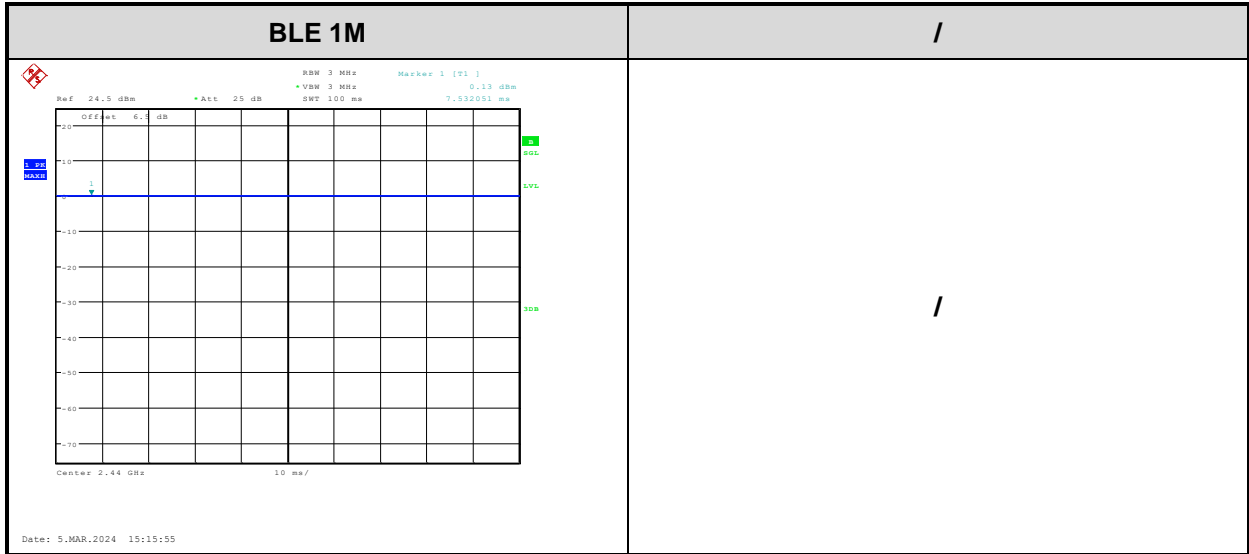 BLE 1M
/
RBW 3 MHz
Marker 1 [T1 ]
* VBW 3 MHz
0.13 dBm
Ref 24.5 dBm
* Att 25 dB
SWT 100 ms
7.532051 ms
Offset 6.5 dB
20
10
0
-10
-20
-30
-40
-50
-60
-70
1
1 PK
MAXH
SGL
LVL
3DB
Center 2.44 GHz
10 ms/
Date: 5.MAR.2024 15:15:55
/